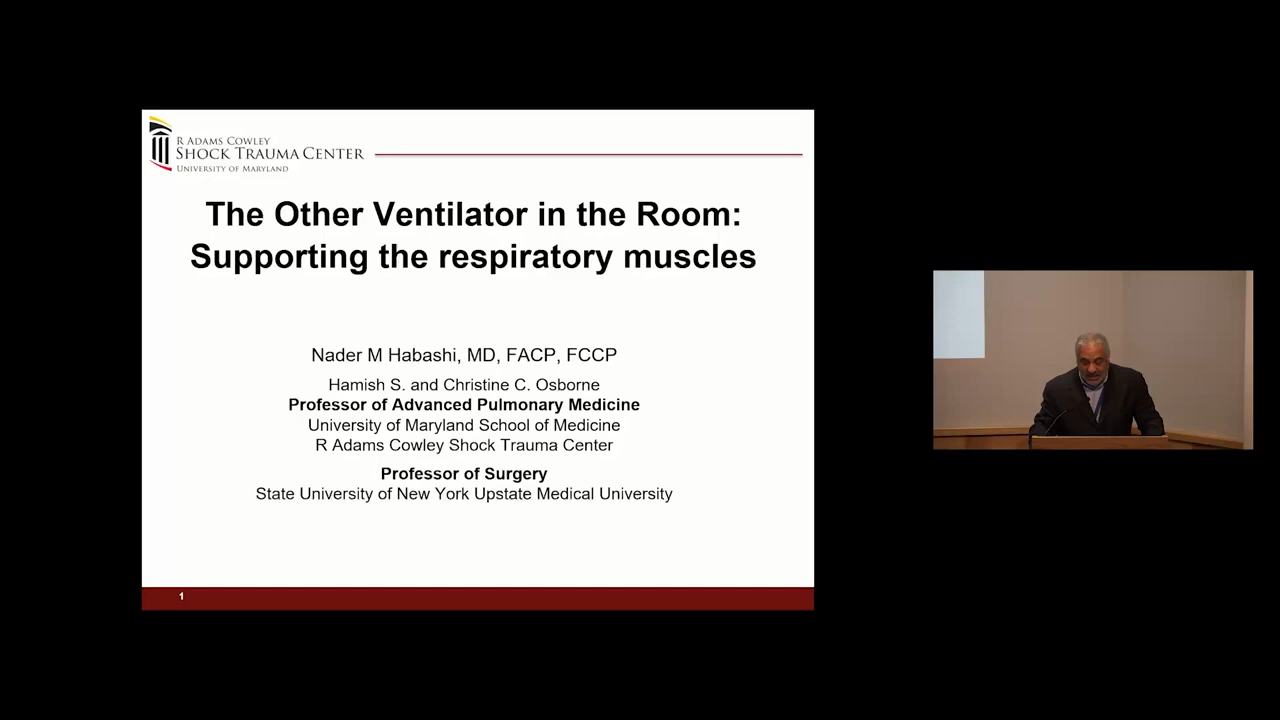 R ADAMS COWLEY
SHOCK TRAUMA CENTER
UNIVERSITY OF MARYLAND
The Other Ventilator in the Room:
Supporting the respiratory muscles
Nader M Habashi, MD, FACP, FCCP
Hamish S. and Christine C. Osborne
Professor of Advanced Pulmonary Medicine
University of Maryland School of Medicine
R Adams Cowley Shock Trauma Center
Professor of Surgery
State University of New York Upstate Medical University
1